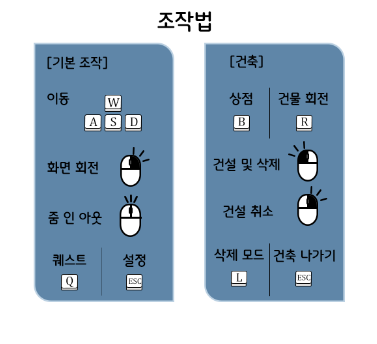 조작법
[기본 조작]
이동
W
A S D
화면 회전
줌 인 아웃
퀘스트 설정
Q ESC
[건축]
상점 건물 회전
B R
건설 및 삭제
건설 취소
삭제 모드 건축 나가기
L ESC